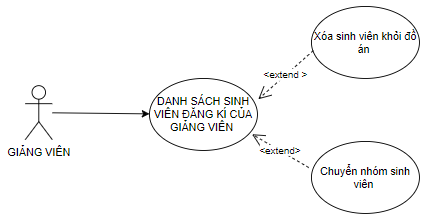 Xóa sinh viên khỏi đồ
án
<extend >
DANH SÁCH SINH
VIÊN ĐĂNG KÍ CỦA
GIẢNG VIÊN
GIẢNG VIÊN
<extend>
Chuyển nhóm sinh
viên